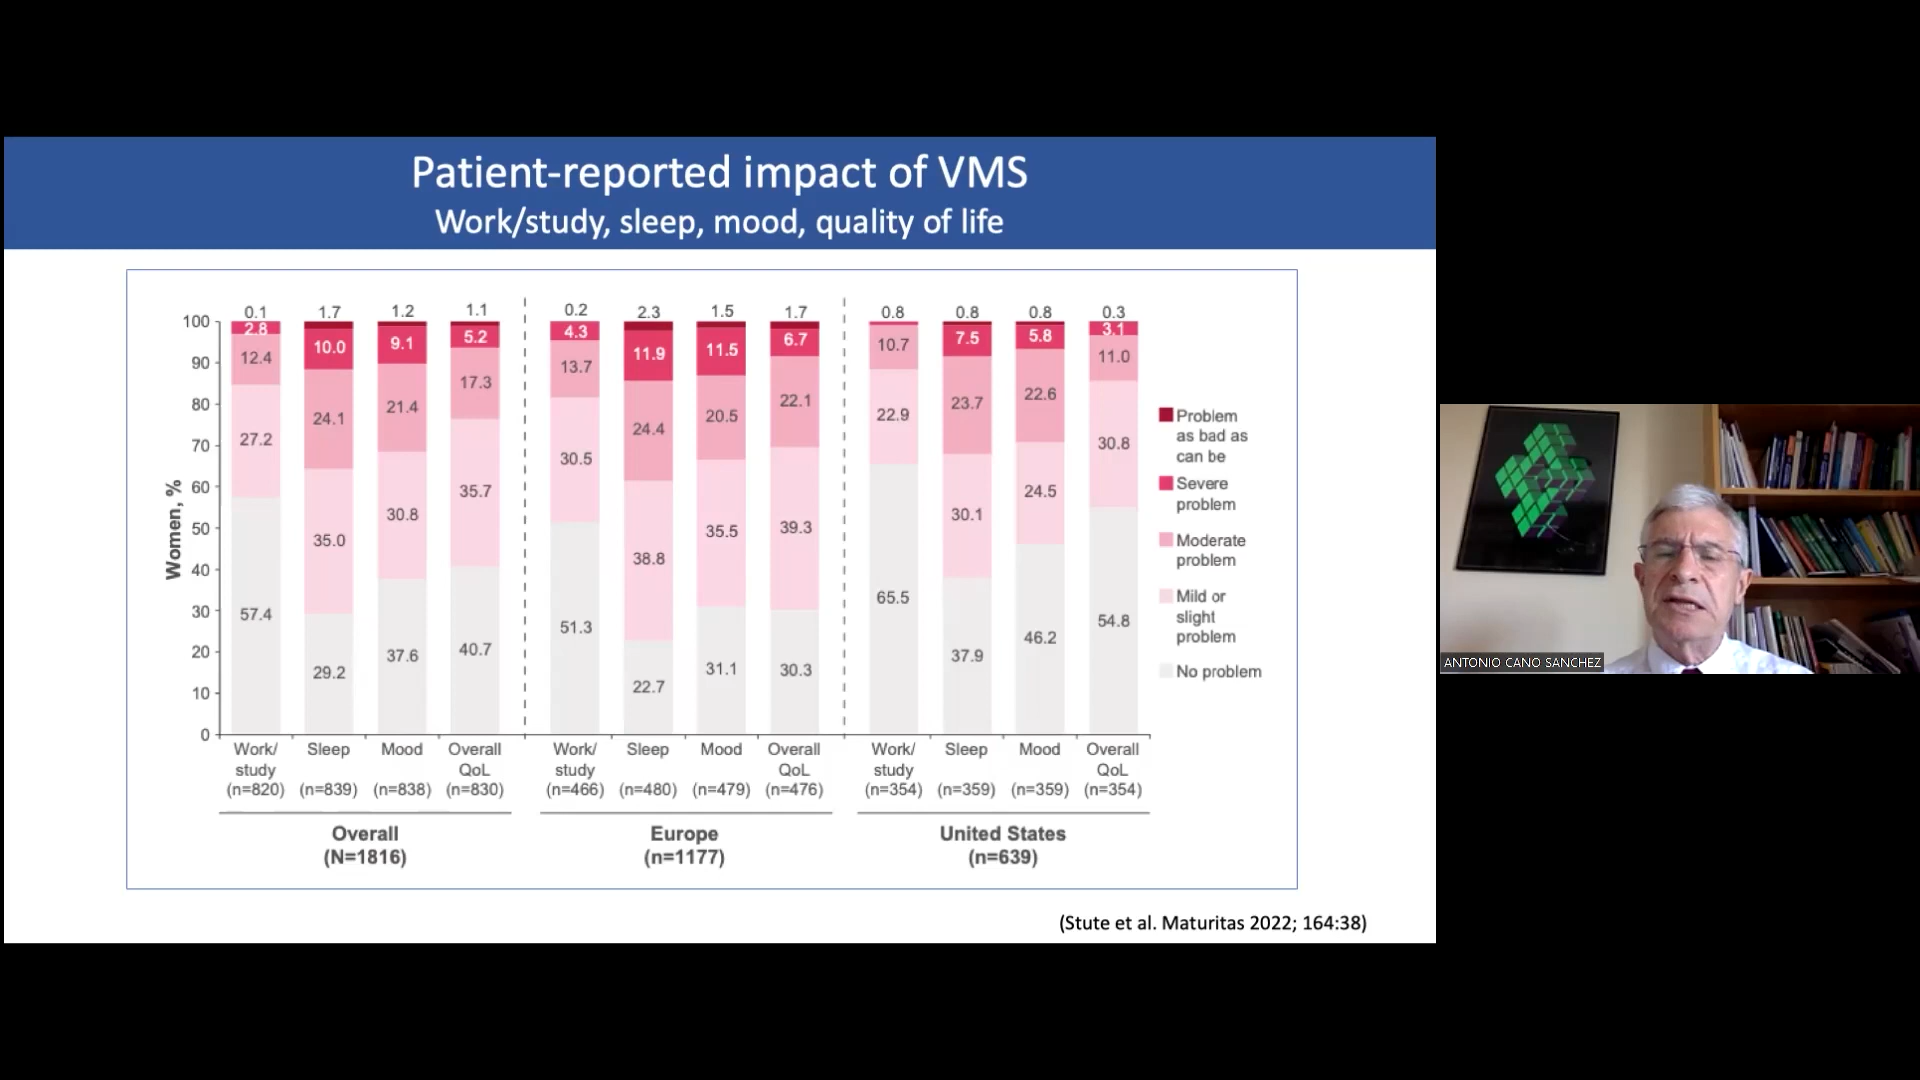 Patient-reported impact of VMS
Work/study, sleep, mood, quality of life
0.1 1.7 1.2 1.1 0.2 2.3 1.5 1.7 0.8 0.8 0.8 0.3
100
90
80
70
60
50
40
30
20
10
0
Women, %
2.8
12.4
27.2
57.4
10.0
24.1
35.0
29.2
9.1
21.4
30.8
37.6
5.2
17.3
35.7
40.7
4.3
13.7
30.5
51.3
11.9
24.4
38.8
22.7
11.5
20.5
35.5
31.1
6.7
22.1
39.3
30.3
10.7
22.9
65.5
7.5
23.7
30.1
37.9
5.8
22.6
24.5
46.2
3.1
11.0
30.8
54.8
Problem
as bad as
can be
Severe
problem
Moderate
problem
Mild or
slight
problem
No problem
Work/ Sleep Mood Overall Work/ Sleep Mood Overall Work/ Sleep Mood Overall
study QoL study QoL study QoL
(n=820) (n=839) (n=838) (n=830) (n=466) (n=480) (n=479) (n=476) (n=354) (n=359) (n=359) (n=354)
Overall Europe United States
(N=1816) (n=1177) (n=639)
(Stute et al. Maturitas 2022; 164:38)
ANTONIO CANO SANCHEZ